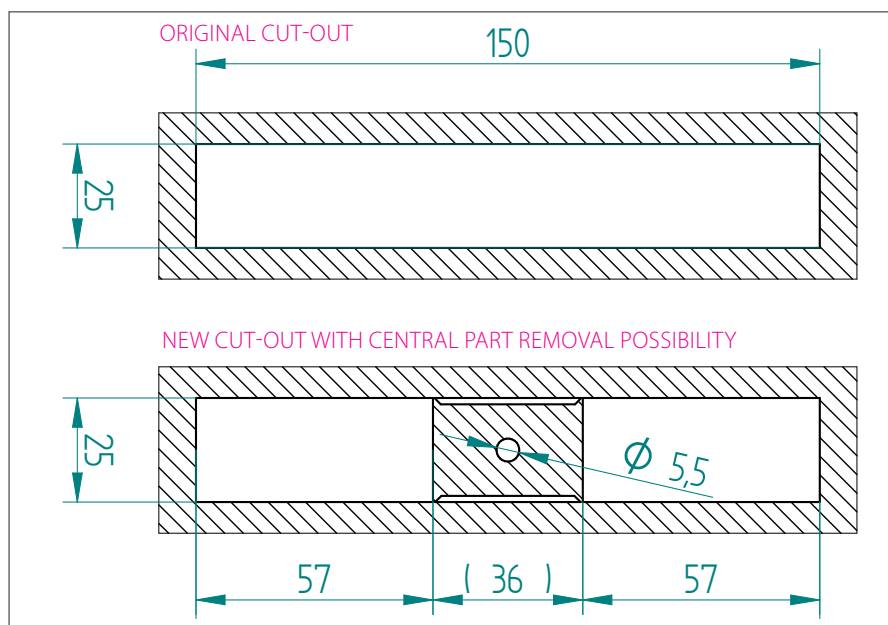 ORIGINAL CUT-OUT
150
25
NEW CUT-OUT WITH CENTRAL PART REMOVAL POSSIBILITY
25
Ø 5,5
57
( 36 )
57